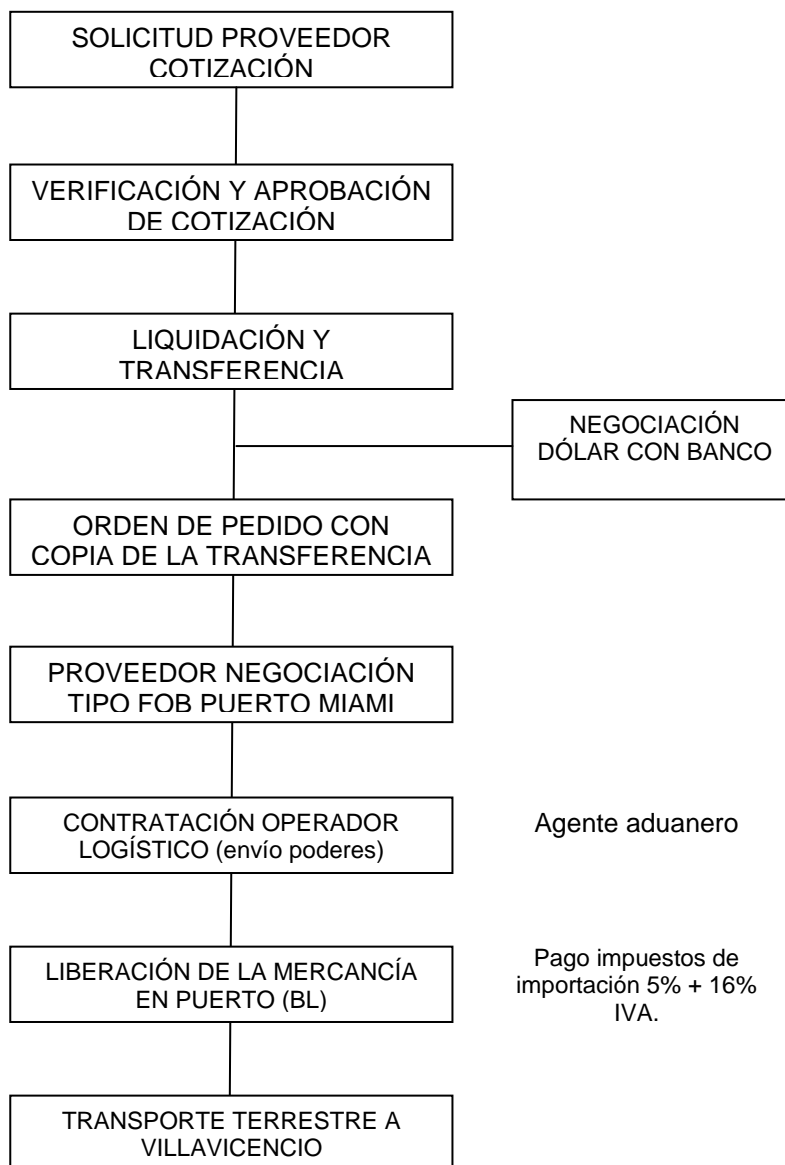 SOLICITUD PROVEEDOR
COTIZACIÓN
VERIFICACIÓN Y APROBACIÓN
DE COTIZACIÓN
LIQUIDACIÓN Y
TRANSFERENCIA
NEGOCIACIÓN
DÓLAR CON BANCO
ORDEN DE PEDIDO CON
COPIA DE LA TRANSFERENCIA
PROVEEDOR NEGOCIACIÓN
TIPO FOB PUERTO MIAMI
CONTRATACIÓN OPERADOR
LOGÍSTICO (envío poderes)
Agente aduanero
LIBERACIÓN DE LA MERCANCÍA
EN PUERTO (BL)
Pago impuestos de
importación 5% + 16%
IVA.
TRANSPORTE TERRESTRE A
VILLAVICENCIO